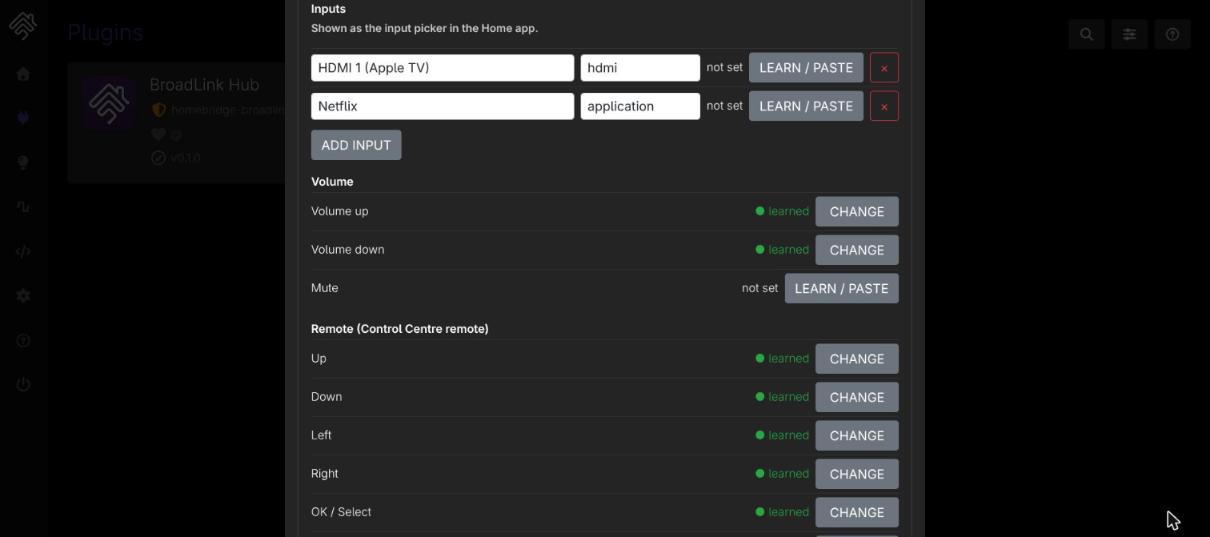 Plugins
BroadLink Hub
homebridge-broadlin
v0.1.0
Inputs
Shown as the input picker in the Home app.
HDMI 1 (Apple TV) hdmi not set LEARN / PASTE ×
Netflix application not set LEARN / PASTE ×
ADD INPUT
Volume
Volume up learned CHANGE
Volume down learned CHANGE
Mute not set LEARN / PASTE
Remote (Control Centre remote)
Up learned CHANGE
Down learned CHANGE
Left learned CHANGE
Right learned CHANGE
OK / Select learned CHANGE